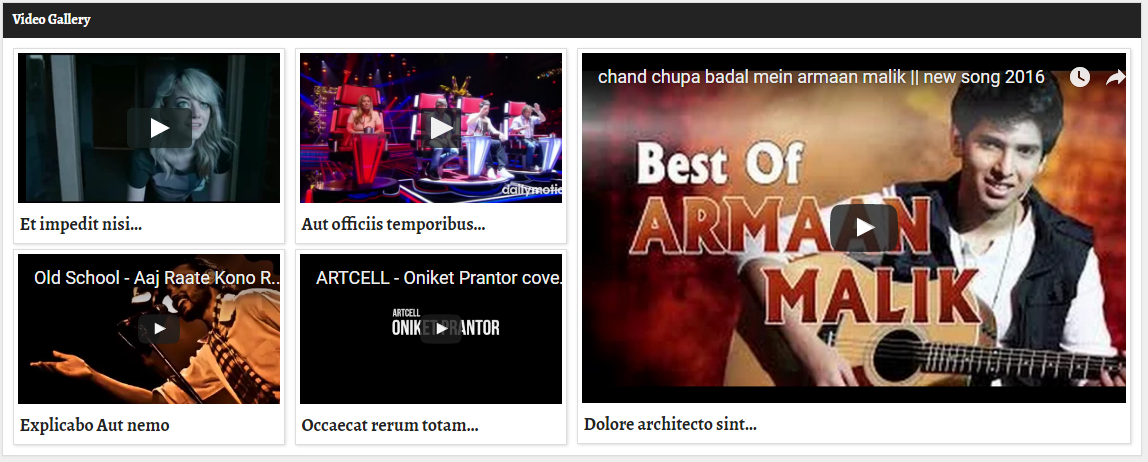 Video Gallery
Et impedit nisi...
dailymotio
Aut officiis temporibus...
Old School - Aaj Raate Kono R...
Explicabo Aut nemo
ARTCELL - Oniket Prantor cove...
ARTCELL
ONIKET PRANTOR
Occaecat rerum totam...
chand chupa badal mein armaan malik || new song 2016
Best Of
ARMAAN
MALIK
Dolore architecto sint...